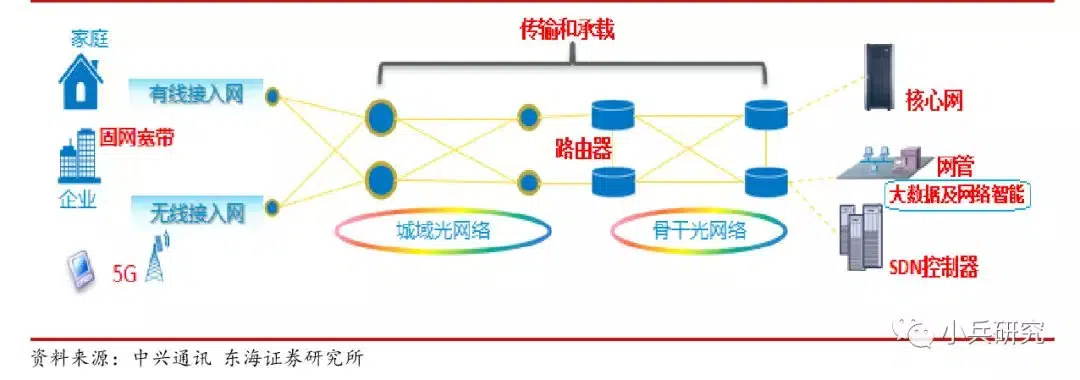 传输和承载
家庭
有线接入网
固网宽带
企业
无线接入网
5G
路由器
城域光网络
骨干光网络
核心网
网管
大数据及网络智能
SDN控制器
小兵研究
资料来源：中兴通讯 东海证券研究所